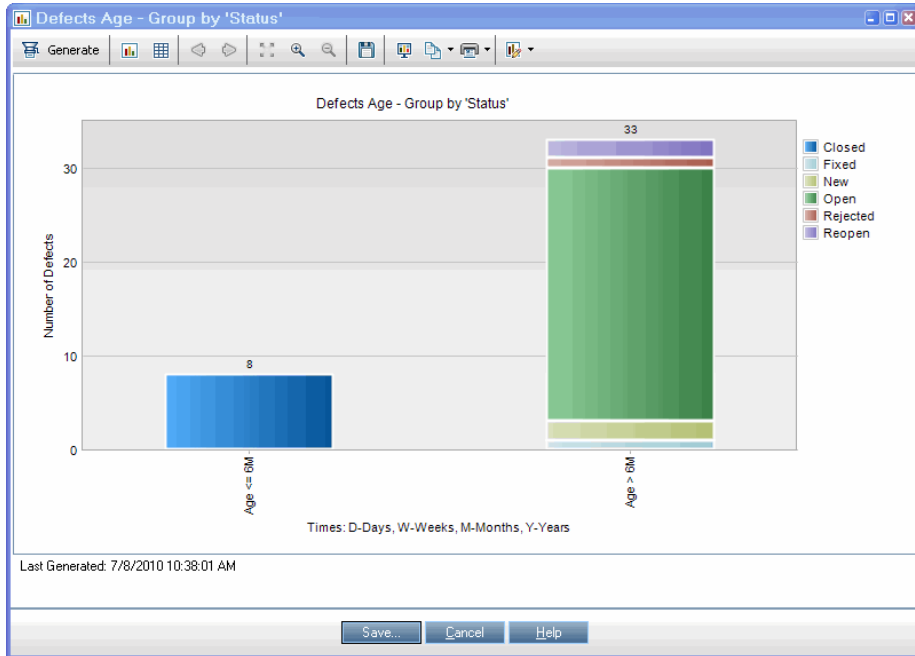 Defects Age - Group by 'Status'
Generate
Defects Age - Group by 'Status'
33
30
20
10
0
8
Number of Defects
Age <= 6M
Age > 6M
Times: D-Days, W-Weeks, M-Months, Y-Years
Closed
Fixed
New
Open
Rejected
Reopen
Last Generated: 7/8/2010 10:38:01 AM
Save...
Cancel
Help